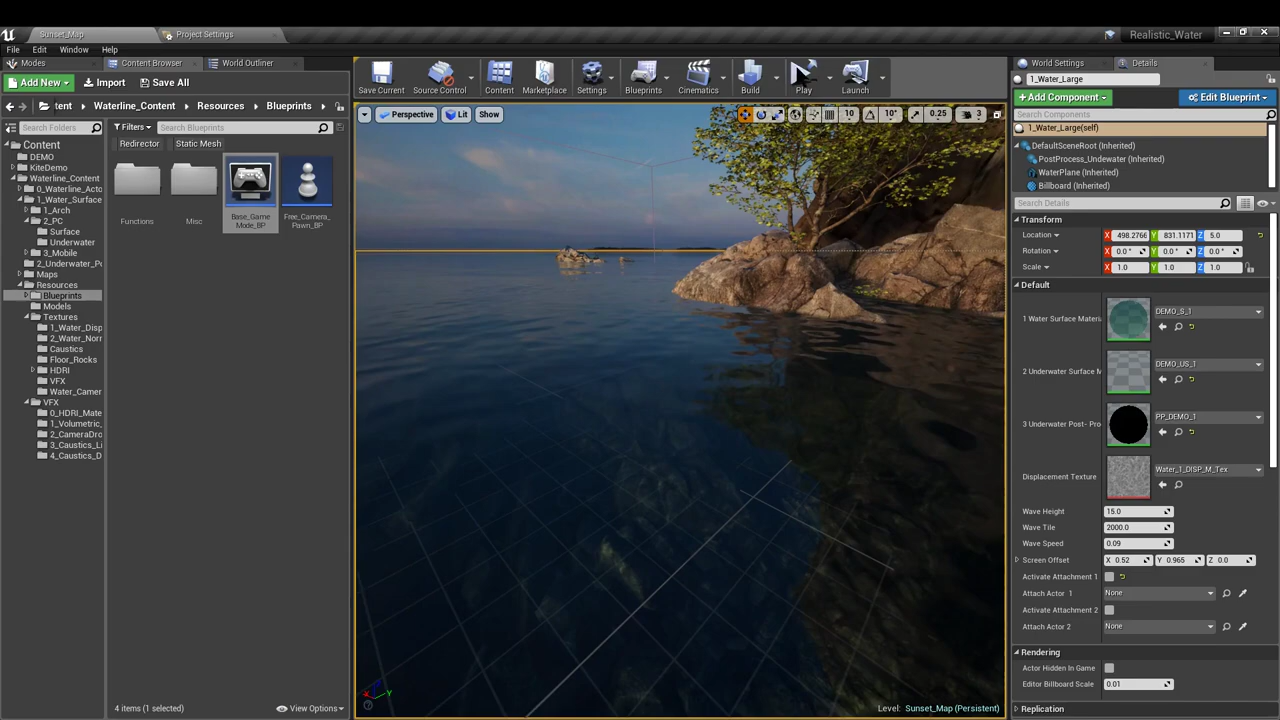 Sunset_Map
Project Settings
Realistic_Water
File Edit Window Help
Modes
Content Browser
World Outliner
Add New
Import
Save All
tent
Waterline_Content
Resources
Blueprints
Search Folders
Filters
Search Blueprints
Redirector
Static Mesh
Content
DEMO
KiteDemo
Waterline_Content
0_Waterline_Acto
1_Water_Surface
1_Arch
2_PC
Surface
Underwater
3_Mobile
2_Underwater_Po
Maps
Resources
Blueprints
Models
Textures
1_Water_Disp
2_Water_Norr
Caustics
Floor_Rocks
HDRI
VFX
Water_Camer
VFX
0_HDRI_Mate
1_Volumetric_
2_CameraDro
3_Caustics_Li
4_Caustics_D
Functions
Misc
Base_Game
Mode_BP
Free_Camera_
Pawn_BP
4 items (1 selected)
View Options
Save Current
Source Control
Content
Marketplace
Settings
Blueprints
Cinematics
Build
Play
Launch
Perspective
Lit
Show
10
10°
0.25
3
X
Y
Level: Sunset_Map (Persistent)
World Settings
Details
1_Water_Large
Add Component
Edit Blueprint
Search Components
1_Water_Large(self)
DefaultSceneRoot (Inherited)
PostProcess_Undewater (Inherited)
WaterPlane (Inherited)
Billboard (Inherited)
Search Details
Transform
Location X 498.2766 Y 831.1171 Z 5.0
Rotation X 0.0 ° Y 0.0 ° Z 0.0 °
Scale X 1.0 Y 1.0 Z 1.0
Default
1 Water Surface Materi
DEMO_S_1
2 Underwater Surface M
DEMO_US_1
3 Underwater Post- Pro
PP_DEMO_1
Displacement Texture
Water_1_DISP_M_Tex
Wave Height 15.0
Wave Tile 2000.0
Wave Speed 0.09
Screen Offset X 0.52 Y 0.965 Z 0.0
Activate Attachment 1
Attach Actor 1 None
Activate Attachment 2
Attach Actor 2 None
Rendering
Actor Hidden In Game
Editor Billboard Scale 0.01
Replication